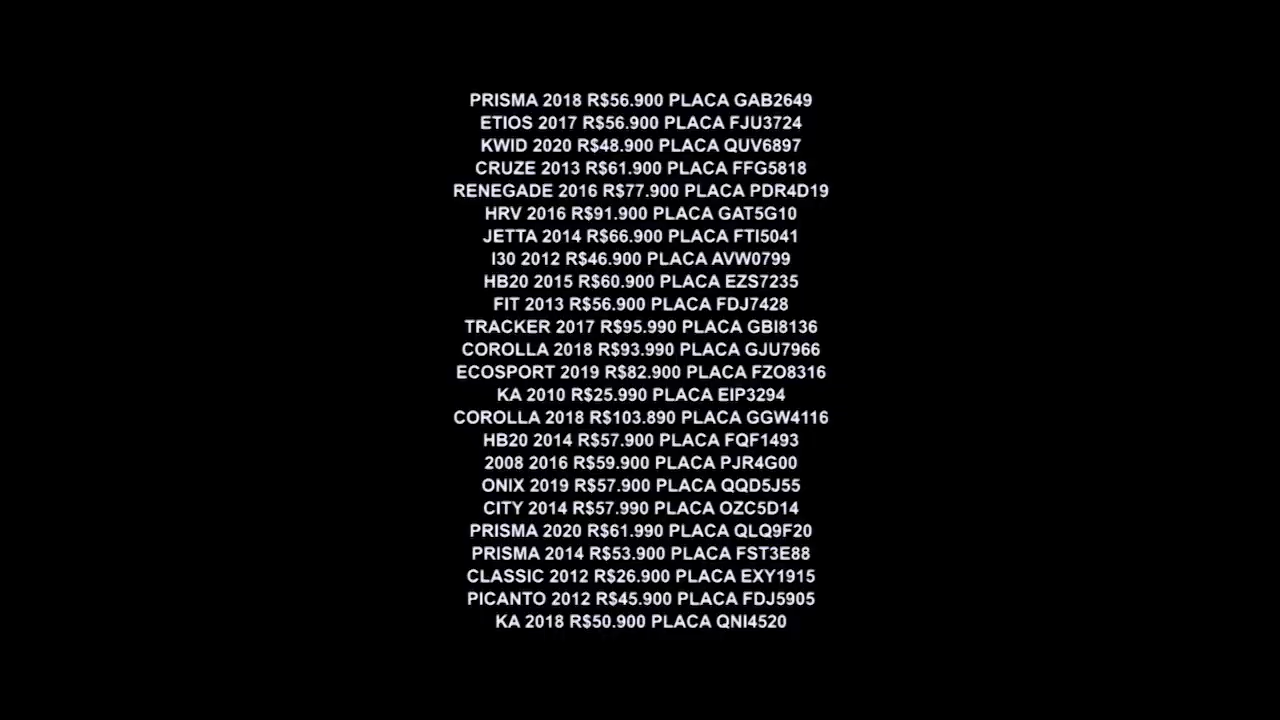 PRISMA 2018 R$56.900 PLACA GAB2649
ETIOS 2017 R$56.900 PLACA FJU3724
KWID 2020 R$48.900 PLACA QUV6897
CRUZE 2013 R$61.900 PLACA FFG5818
RENEGADE 2016 R$77.900 PLACA PDR4D19
HRV 2016 R$91.900 PLACA GAT5G10
JETTA 2014 R$66.900 PLACA FTI5041
I30 2012 R$46.900 PLACA AVW0799
HB20 2015 R$60.900 PLACA EZS7235
FIT 2013 R$56.900 PLACA FDJ7428
TRACKER 2017 R$95.990 PLACA GBI8136
COROLLA 2018 R$93.990 PLACA GJU7966
ECOSPORT 2019 R$82.900 PLACA FZO8316
KA 2010 R$25.990 PLACA EIP3294
COROLLA 2018 R$103.890 PLACA GGW4116
HB20 2014 R$57.900 PLACA FQF1493
2008 2016 R$59.900 PLACA PJR4G00
ONIX 2019 R$57.900 PLACA QQD5J55
CITY 2014 R$57.990 PLACA OZC5D14
PRISMA 2020 R$61.990 PLACA QLQ9F20
PRISMA 2014 R$53.900 PLACA FST3E88
CLASSIC 2012 R$26.900 PLACA EXY1915
PICANTO 2012 R$45.900 PLACA FDJ5905
KA 2018 R$50.900 PLACA QNI4520